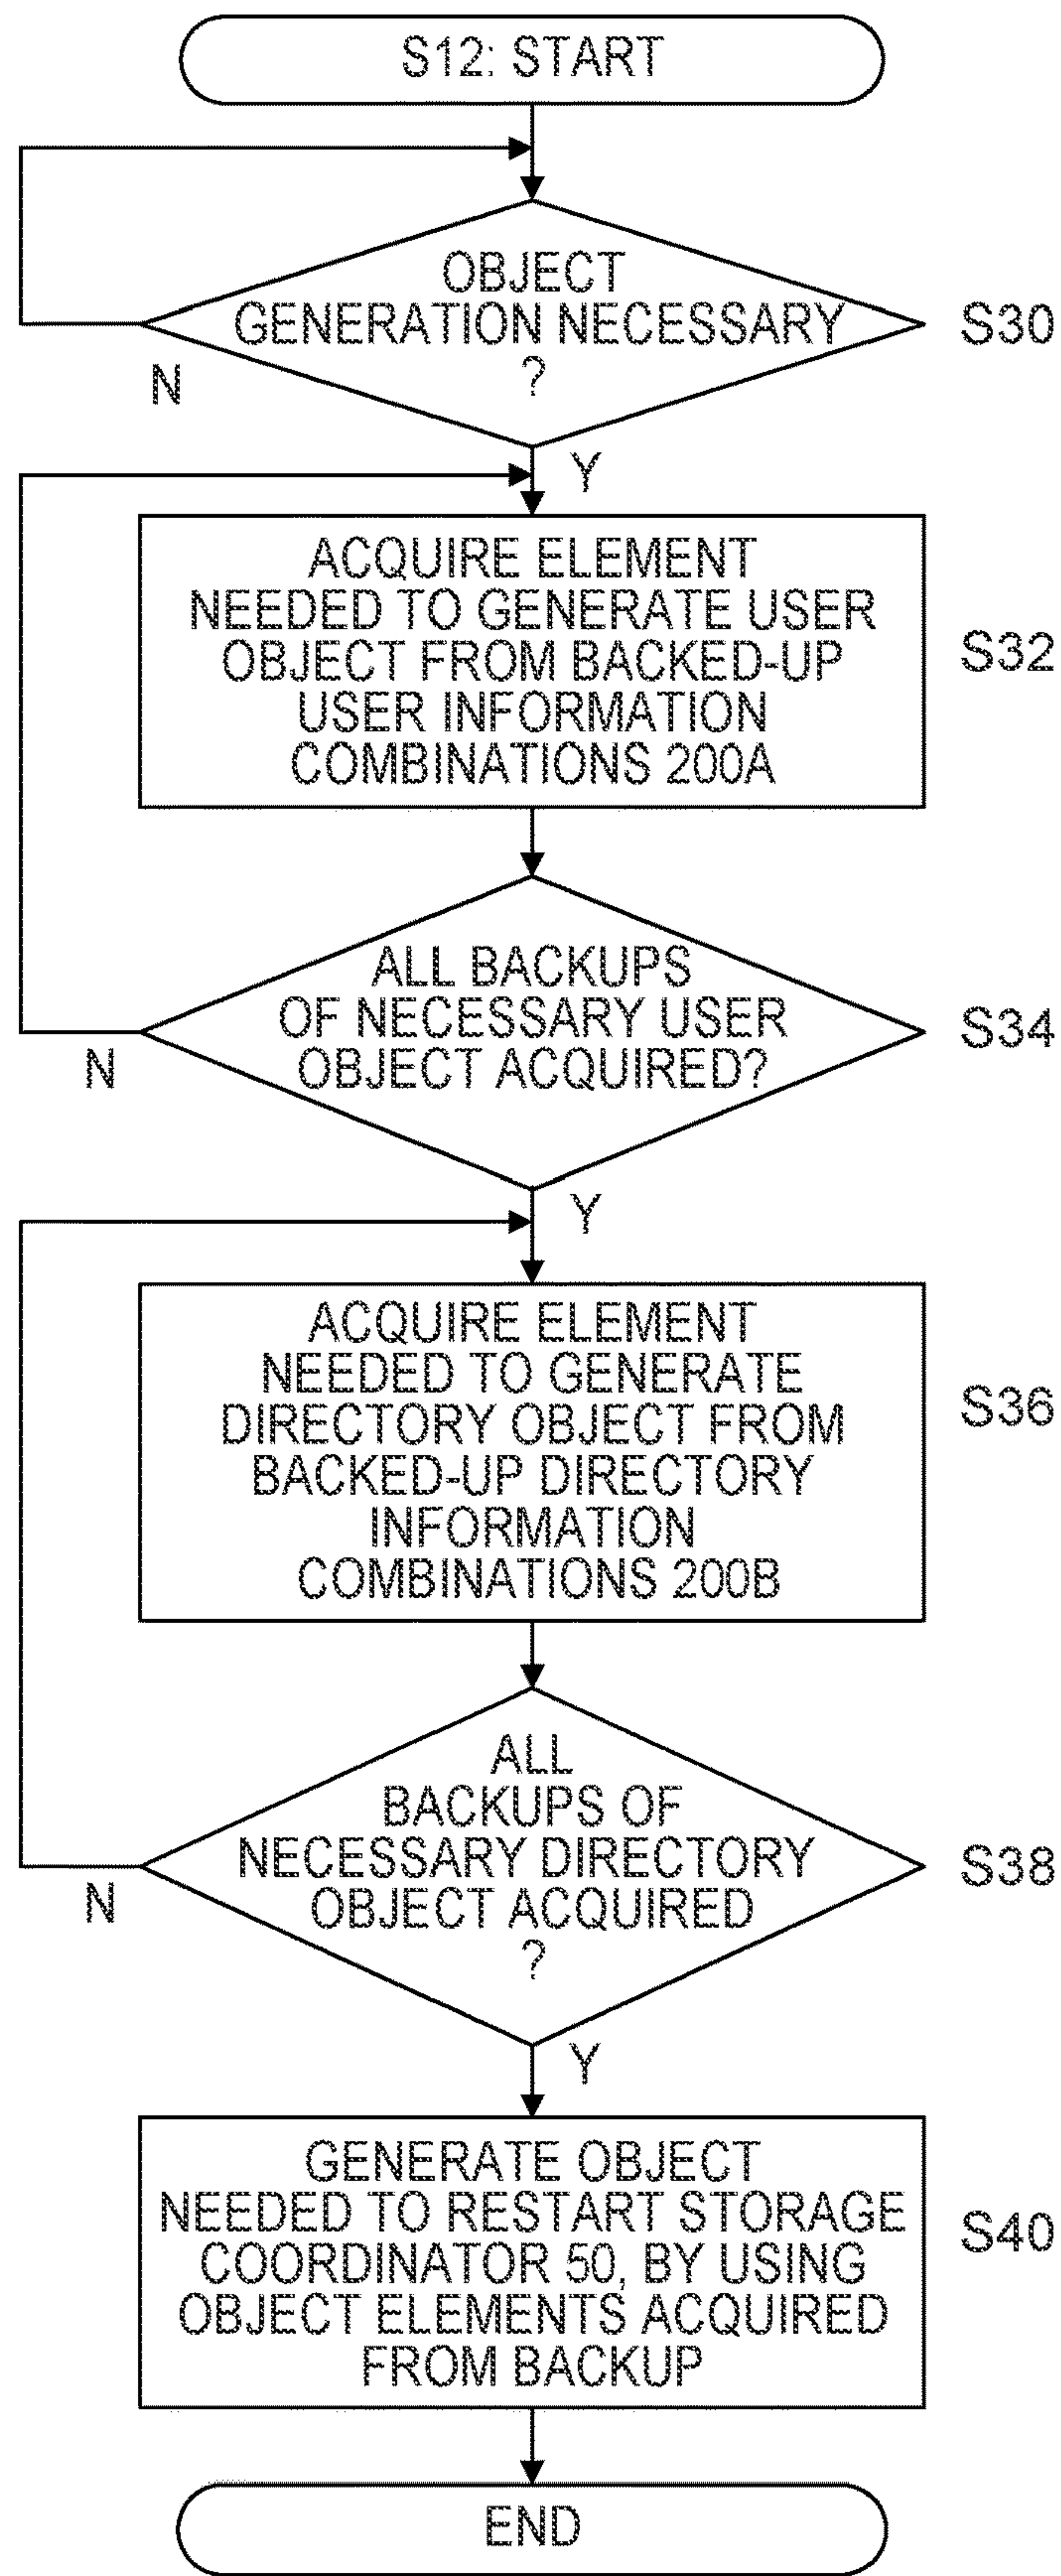 S12: START
OBJECT
GENERATION NECESSARY
?
S30
N
Y
ACQUIRE ELEMENT
NEEDED TO GENERATE USER
OBJECT FROM BACKED-UP
USER INFORMATION
COMBINATIONS 200A
S32
ALL BACKUPS
OF NECESSARY USER
OBJECT ACQUIRED?
S34
N
Y
ACQUIRE ELEMENT
NEEDED TO GENERATE
DIRECTORY OBJECT FROM
BACKED-UP DIRECTORY
INFORMATION
COMBINATIONS 200B
S36
ALL
BACKUPS OF
NECESSARY DIRECTORY
OBJECT ACQUIRED
?
S38
N
Y
GENERATE OBJECT
NEEDED TO RESTART STORAGE
COORDINATOR 50, BY USING
OBJECT ELEMENTS ACQUIRED
FROM BACKUP
S40
END